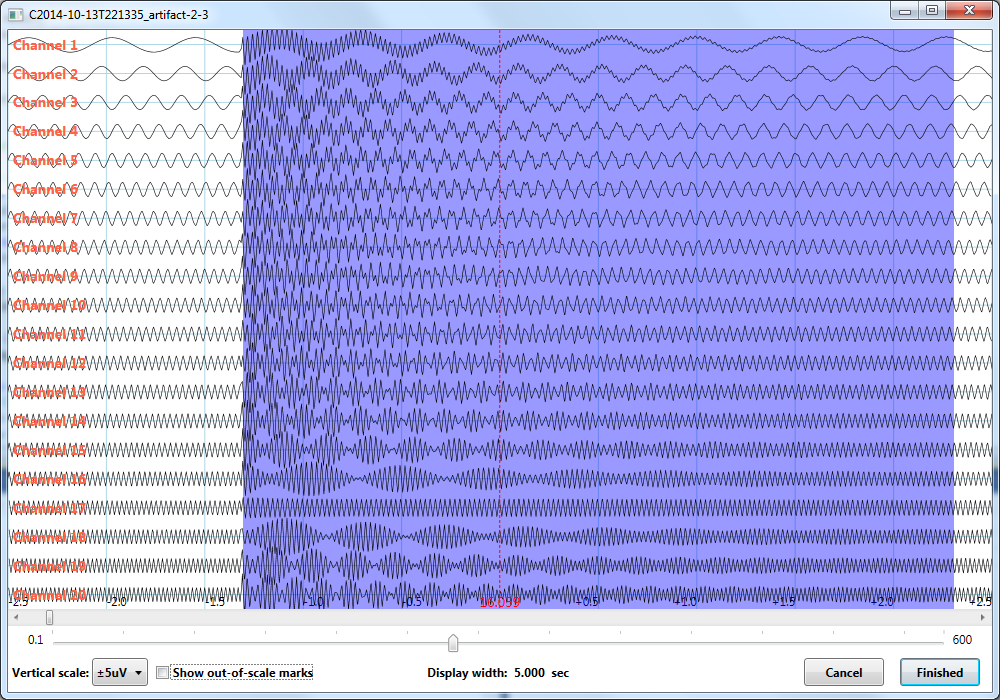 C2014-10-13T221335_artifact-2-3
Channel 1
Channel 2
Channel 3
Channel 4
Channel 5
Channel 6
Channel 7
Channel 8
Channel 9
Channel 10
Channel 11
Channel 12
Channel 13
Channel 14
Channel 15
Channel 16
Channel 17
Channel 18
Channel 19
Channel 20
-2.5 -2.0 -1.5 -1.0 -0.5 16.059 +0.5 +1.0 +1.5 +2.0 +2.5
0.1 600
Vertical scale: ±5uV Show out-of-scale marks Display width: 5.000 sec Cancel Finished